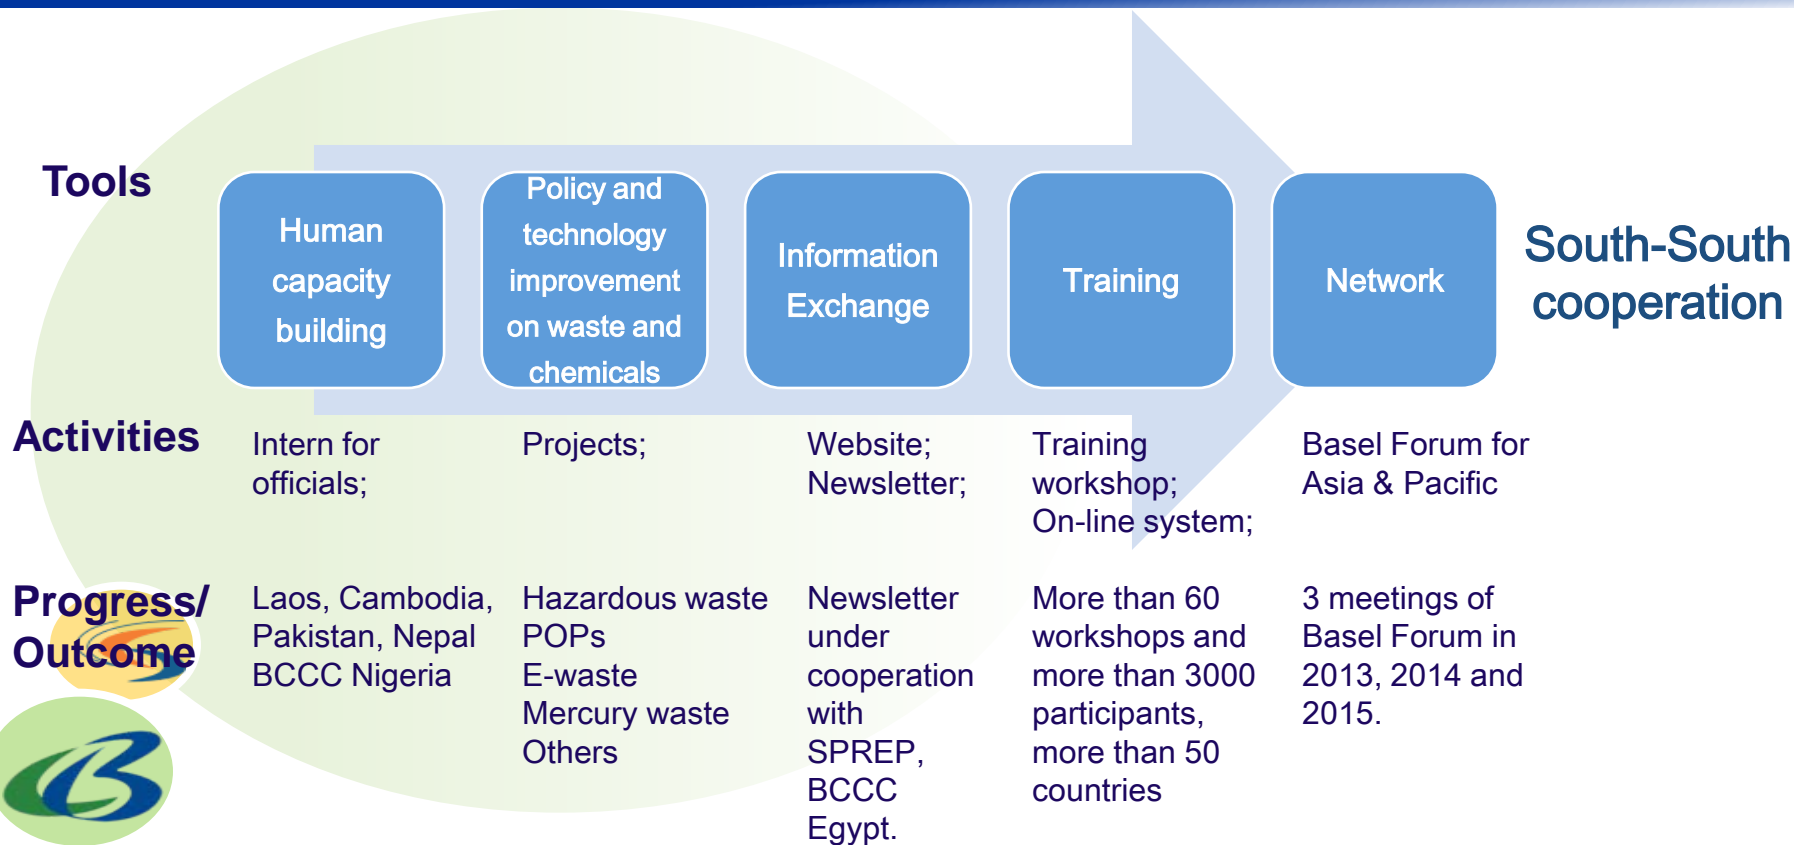 Tools
Human
capacity
building
Policy and
technology
improvement
on waste and
chemicals
Information
Exchange
Training
Network
South-South
cooperation
Activities
Intern for
officials;
Projects;
Website;
Newsletter;
Training
workshop;
On-line system;
Basel Forum for
Asia & Pacific
Progress/
Outcome
Laos, Cambodia,
Pakistan, Nepal
BCCC Nigeria
Hazardous waste
POPs
E-waste
Mercury waste
Others
Newsletter
under
cooperation
with
SPREP,
BCCC
Egypt.
More than 60
workshops and
more than 3000
participants,
more than 50
countries
3 meetings of
Basel Forum in
2013, 2014 and
2015.